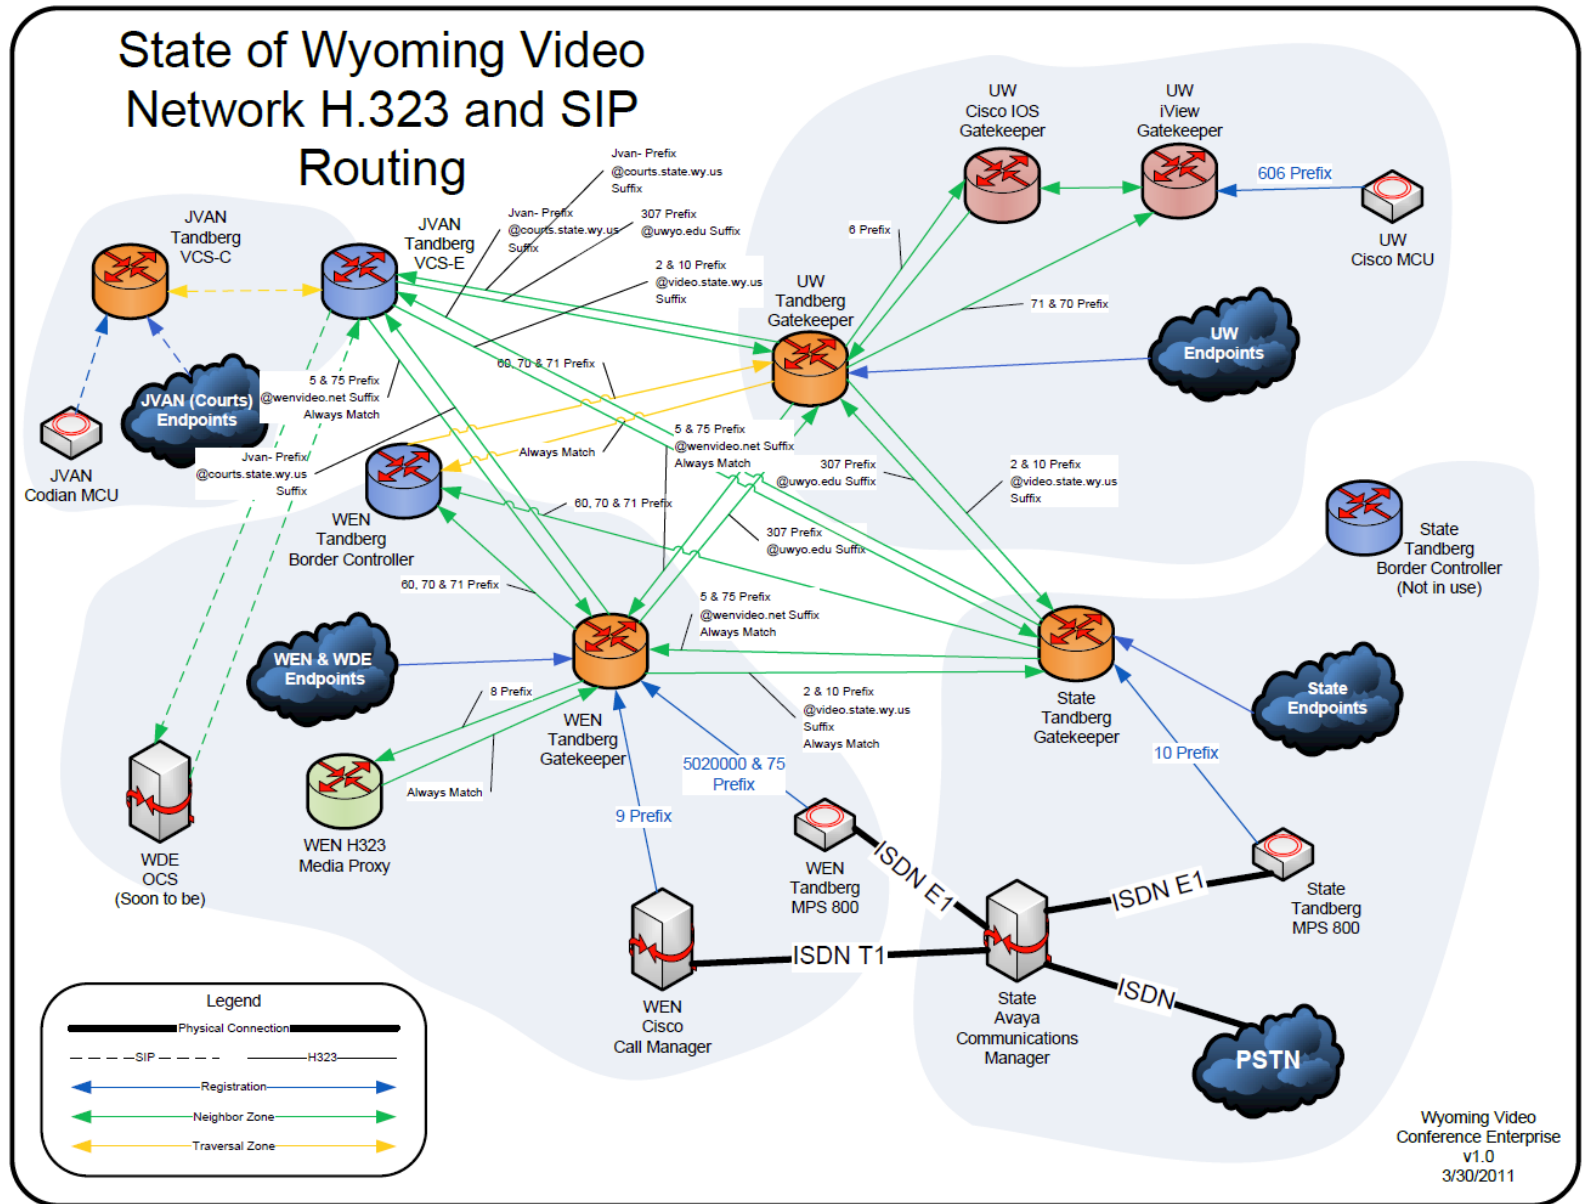 State of Wyoming Video
Network H.323 and SIP
Routing
UW
Cisco IOS
Gatekeeper
UW
iView
Gatekeeper
606 Prefix
UW
Cisco MCU
Jvan- Prefix
@courts.state.wy.us
Suffix
Jvan- Prefix
@courts.state.wy.us
Suffix
307 Prefix
@uwyo.edu Suffix
2 & 10 Prefix
@video.state.wy.us
Suffix
6 Prefix
71 & 70 Prefix
JVAN
Tandberg
VCS-C
JVAN
Tandberg
VCS-E
UW
Tandberg
Gatekeeper
UW
Endpoints
JVAN (Courts)
Endpoints
JVAN
Codian MCU
5 & 75 Prefix
@wenvideo.net Suffix
Always Match
60, 70 & 71 Prefix
Always Match
Jvan- Prefix
@courts.state.wy.us
Suffix
5 & 75 Prefix
@wenvideo.net Suffix
Always Match
307 Prefix
@uwyo.edu Suffix
2 & 10 Prefix
@video.state.wy.us
Suffix
WEN
Tandberg
Border Controller
60, 70 & 71 Prefix
307 Prefix
@uwyo.edu Suffix
State
Tandberg
Border Controller
(Not in use)
60, 70 & 71 Prefix
5 & 75 Prefix
@wenvideo.net Suffix
Always Match
WEN & WDE
Endpoints
8 Prefix
Always Match
WEN
Tandberg
Gatekeeper
2 & 10 Prefix
@video.state.wy.us
Suffix
Always Match
State
Tandberg
Gatekeeper
State
Endpoints
10 Prefix
5020000 & 75
Prefix
9 Prefix
WDE
OCS
(Soon to be)
WEN H323
Media Proxy
WEN
Tandberg
MPS 800
ISDN E1
ISDN E1
State
Tandberg
MPS 800
ISDN T1
ISDN
WEN
Cisco
Call Manager
State
Avaya
Communications
Manager
PSTN
Legend
Physical Connection
SIP
H323
Registration
Neighbor Zone
Traversal Zone
Wyoming Video
Conference Enterprise
v1.0
3/30/2011